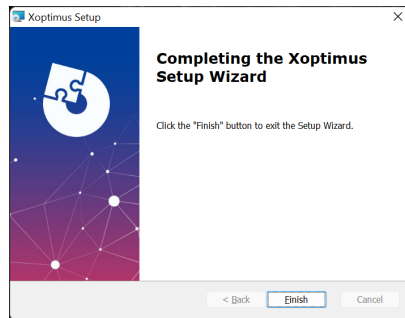 Xoptimus Setup
Completing the Xoptimus
Setup Wizard
Click the "Finish" button to exit the Setup Wizard.
< Back
Finish
Cancel